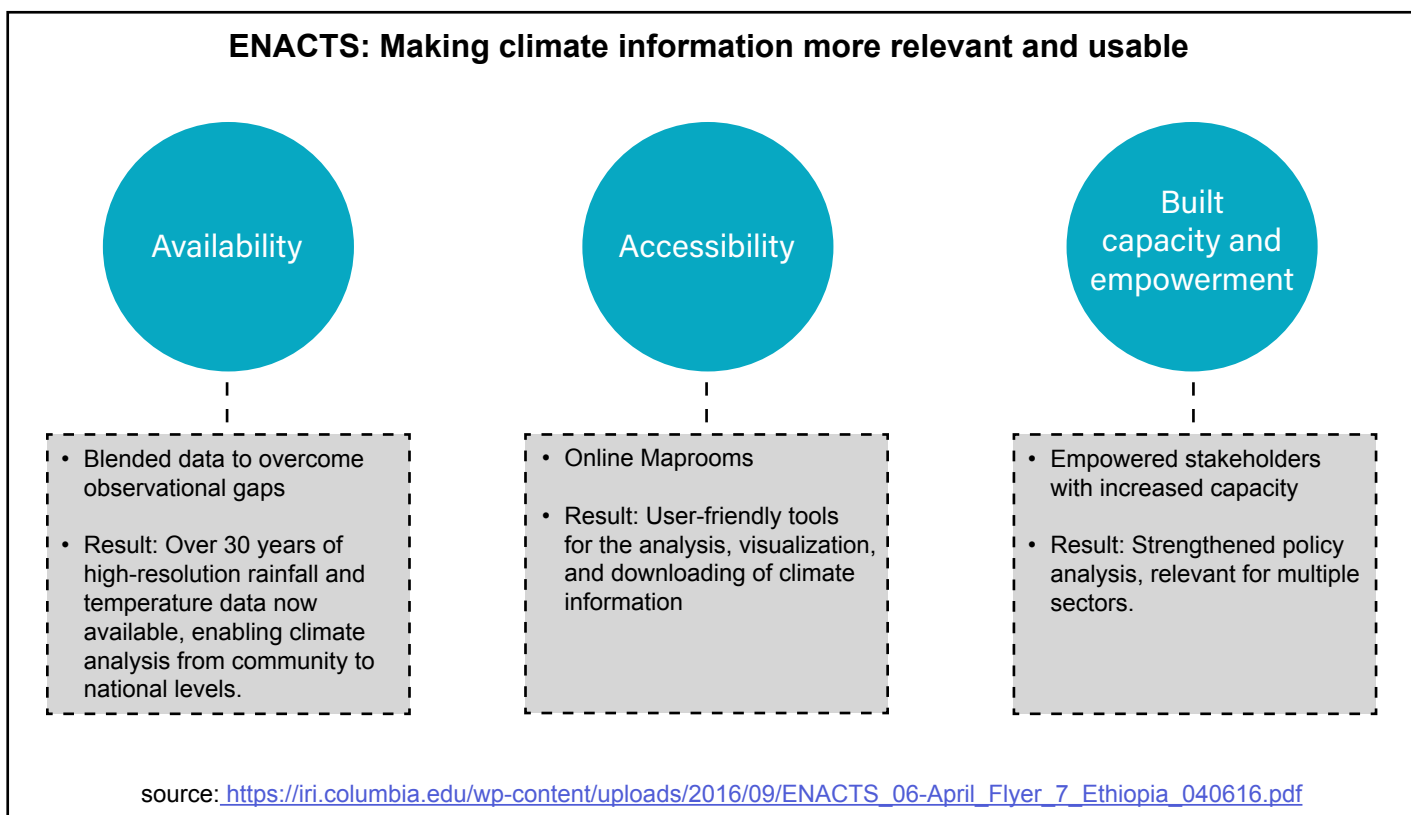 ENACTS: Making climate information more relevant and usable
Availability
Accessibility
Built
capacity and
empowerment
• Blended data to overcome
observational gaps
• Result: Over 30 years of
high-resolution rainfall and
temperature data now
available, enabling climate
analysis from community to
national levels.
• Online Maprooms
• Result: User-friendly tools
for the analysis, visualization,
and downloading of climate
information
• Empowered stakeholders
with increased capacity
• Result: Strengthened policy
analysis, relevant for multiple
sectors.
source: https://iri.columbia.edu/wp-content/uploads/2016/09/ENACTS_06-April_Flyer_7_Ethiopia_040616.pdf